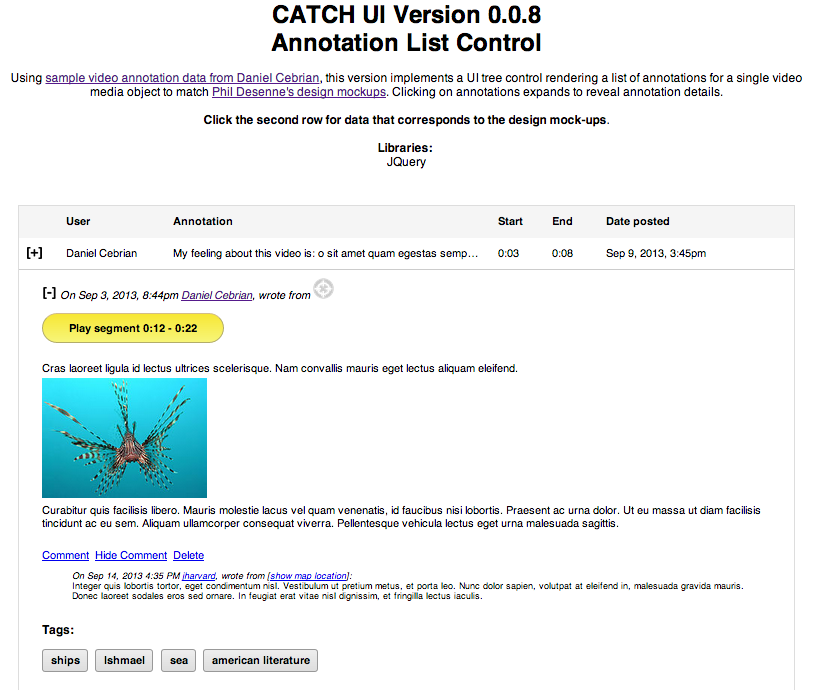 CATCH UI Version 0.0.8
Annotation List Control
Using sample video annotation data from Daniel Cebrian, this version implements a UI tree control rendering a list of annotations for a single video
media object to match Phil Desenne's design mockups. Clicking on annotations expands to reveal annotation details.
Click the second row for data that corresponds to the design mock-ups.
Libraries:
JQuery
User Annotation Start End Date posted
[+] Daniel Cebrian My feeling about this video is: o sit amet quam egestas semp... 0:03 0:08 Sep 9, 2013, 3:45pm
[-] On Sep 3, 2013, 8:44pm Daniel Cebrian, wrote from
Play segment 0:12 - 0:22
Cras laoreet ligula id lectus ultrices scelerisque. Nam convallis mauris eget lectus aliquam eleifend.
Curabitur quis facilisis libero. Mauris molestie lacus vel quam venenatis, id faucibus nisi lobortis. Praesent ac urna dolor. Ut eu massa ut diam facilisis
tincidunt ac eu sem. Aliquam ullamcorper consequat viverra. Pellentesque vehicula lectus eget urna malesuada sagittis.
Comment Hide Comment Delete
On Sep 14, 2013 4:35 PM jharvard, wrote from [show map location]:
Integer quis lobortis tortor, eget condimentum nisl. Vestibulum ut pretium metus, et porta leo. Nunc dolor sapien, volutpat at eleifend in, malesuada gravida mauris.
Donec laoreet sodales eros sed ornare. In feugiat erat vitae nisl dignissim, et fringilla lectus iaculis.
Tags:
ships Ishmael sea american literature